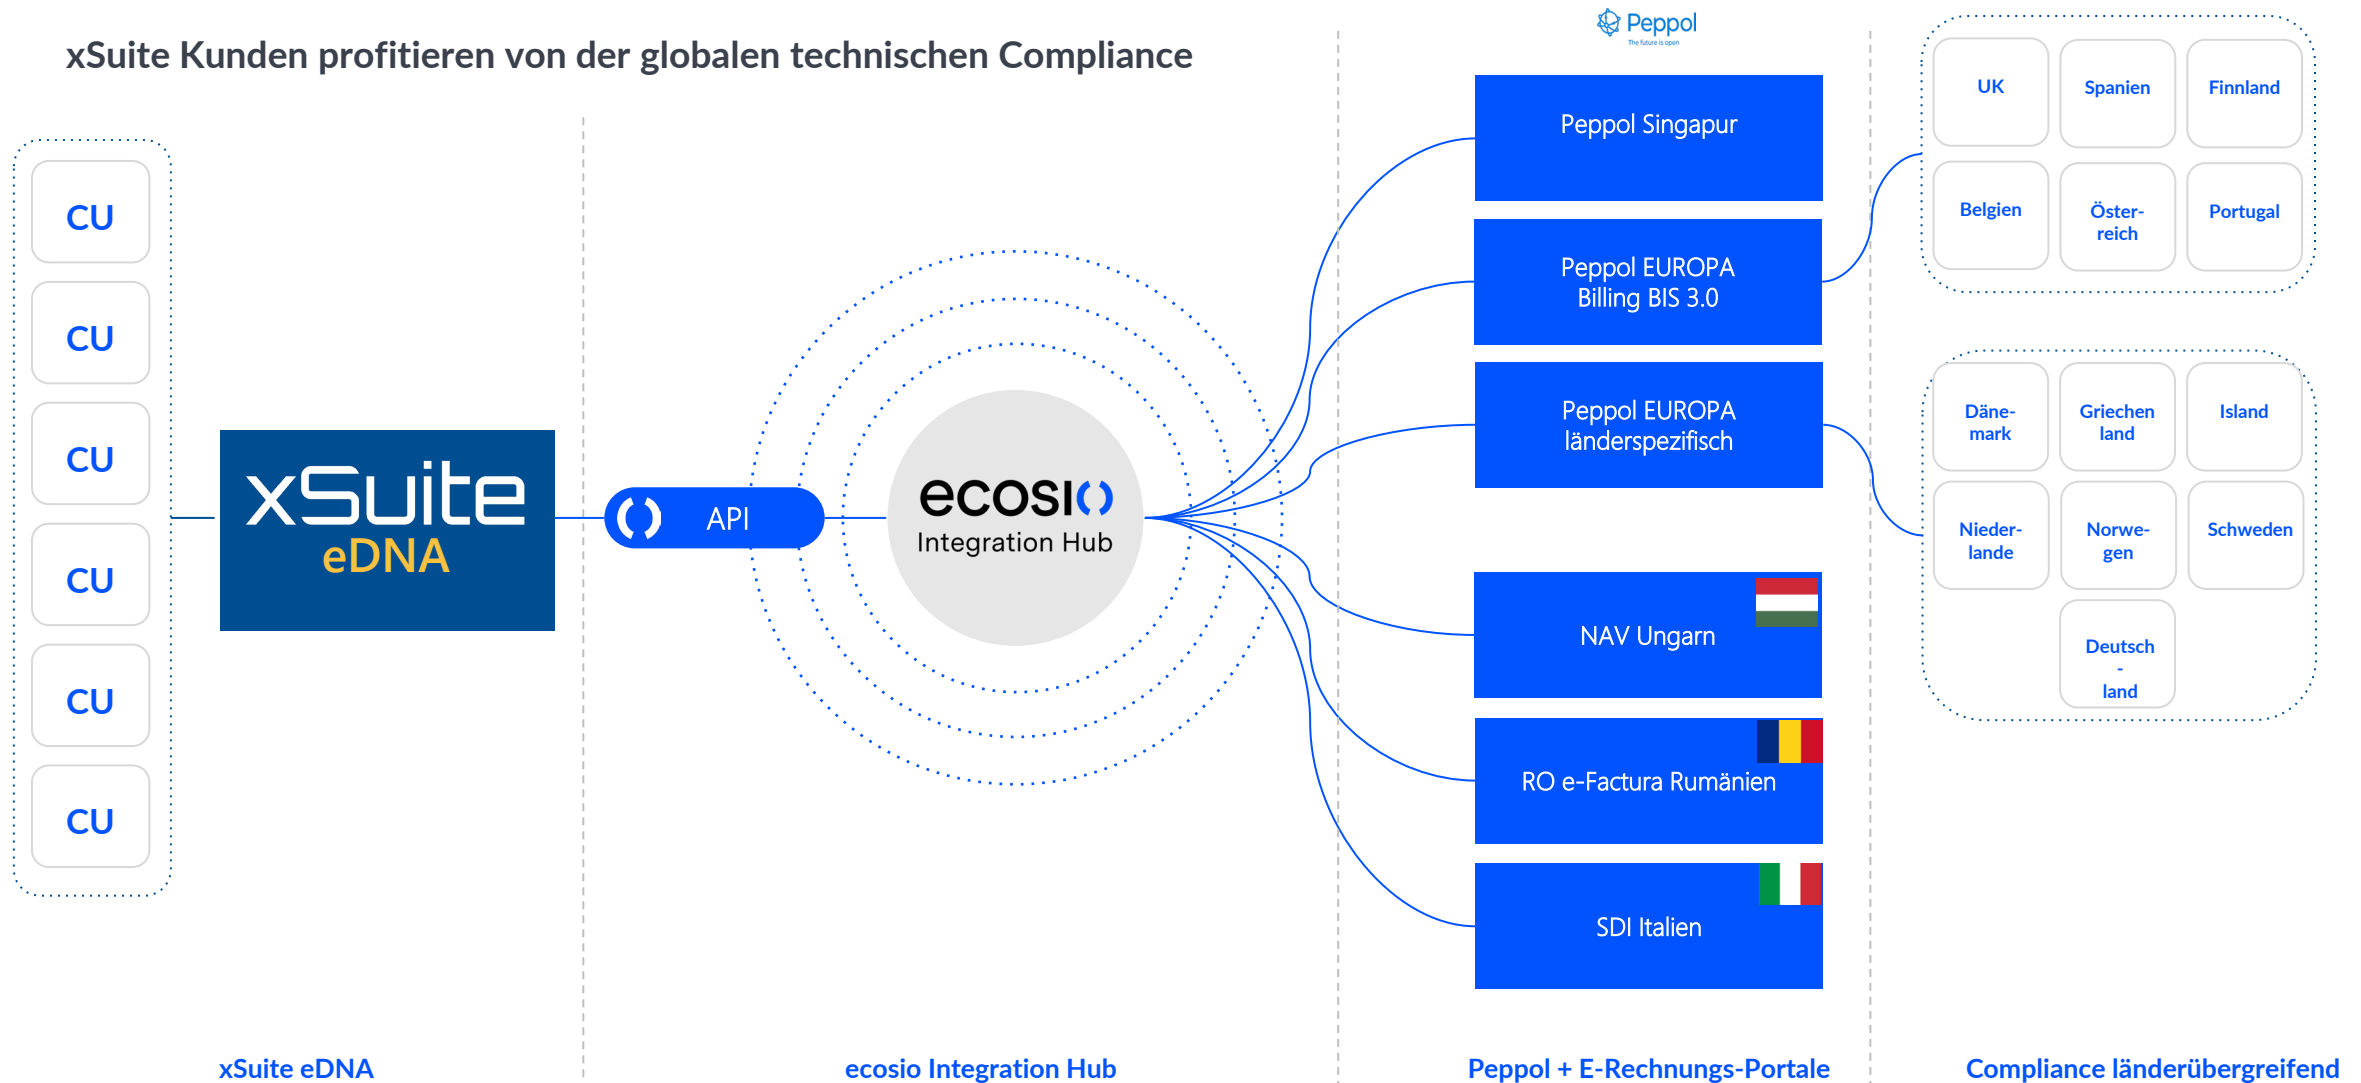 xSuite Kunden profitieren von der globalen technischen Compliance
CU
CU
CU
CU
CU
CU
xSuite
eDNA
API
ecosio
Integration Hub
Peppol
The future is open
Peppol Singapur
Peppol EUROPA
Billing BIS 3.0
Peppol EUROPA
länderspezifisch
NAV Ungarn
RO e-Factura Rumänien
SDI Italien
UK
Spanien
Finnland
Belgien
Öster-
reich
Portugal
Däne-
mark
Griechen
land
Island
Nieder-
lande
Norwe-
gen
Schweden
Deutsch
-
land
xSuite eDNA
ecosio Integration Hub
Peppol + E-Rechnungs-Portale
Compliance länderübergreifend